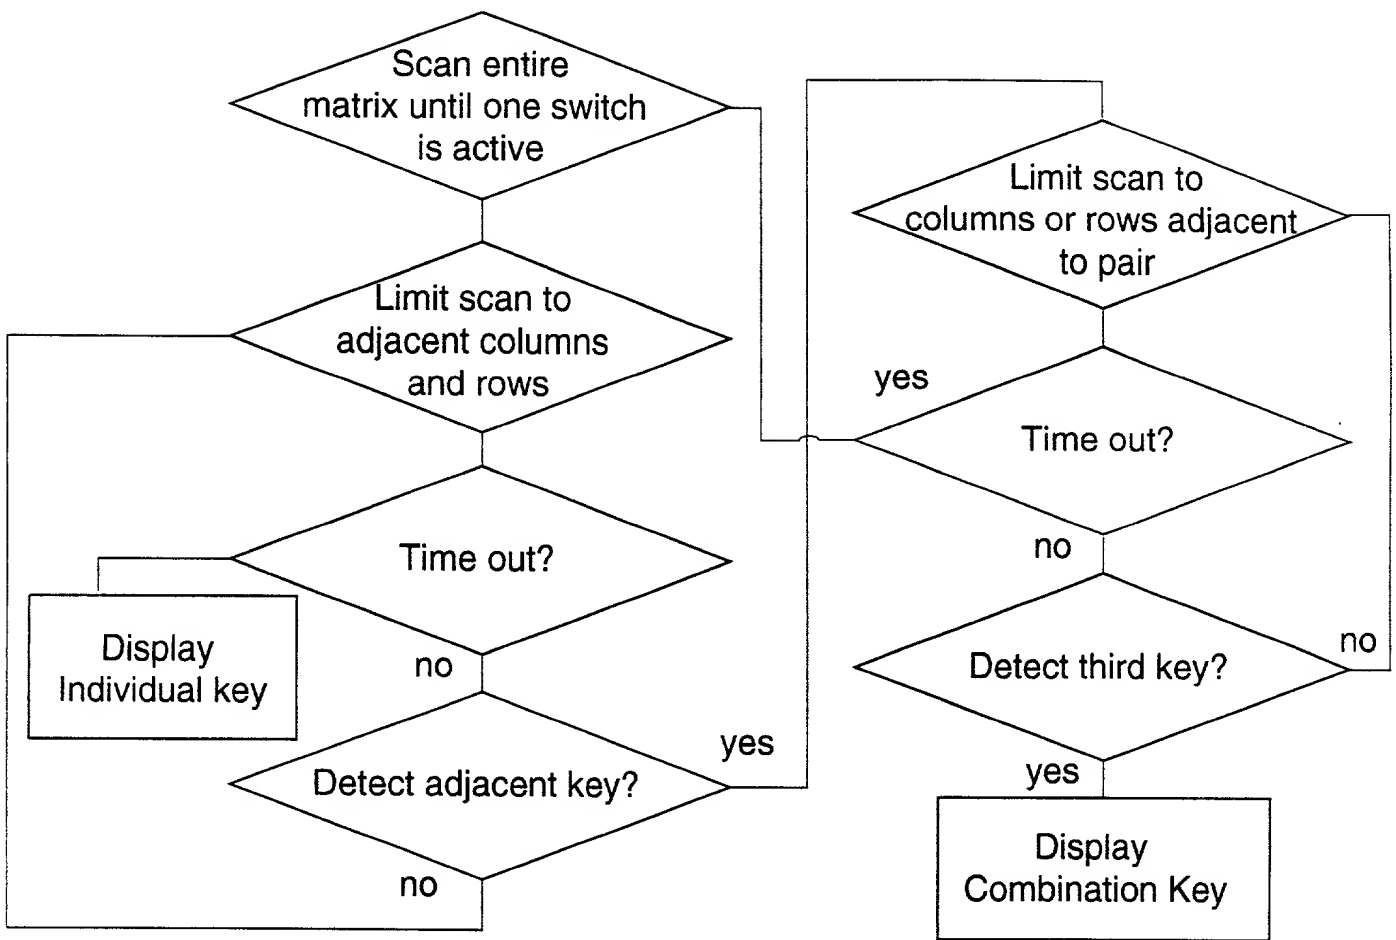 Scan entire
matrix until one switch
is active
Limit scan to
adjacent columns
and rows
Time out?
no
Display
Individual key
Detect adjacent key?
yes
no
Limit scan to
columns or rows adjacent
to pair
yes
Time out?
no
Detect third key?
no
yes
Display
Combination Key